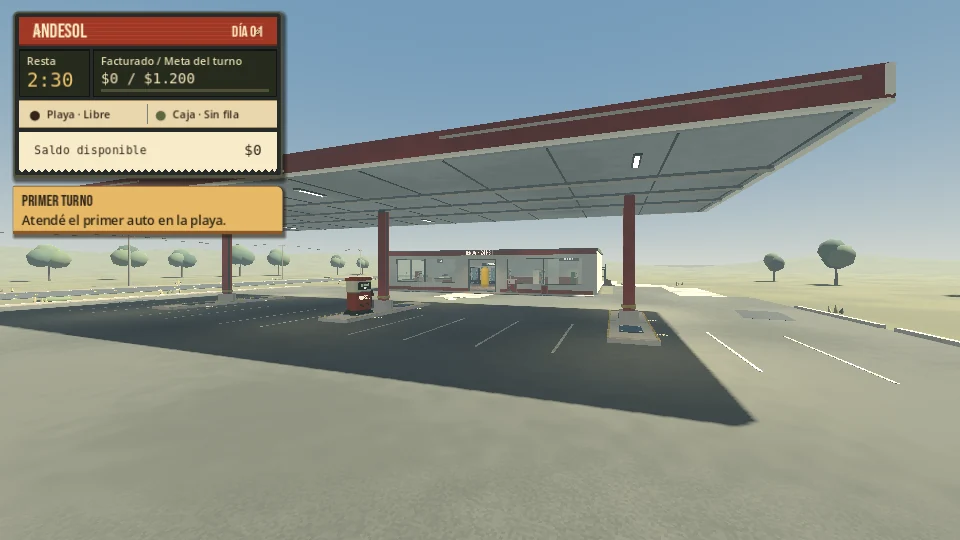 ANDESOL
DÍA 04
Resta
2:30
Facturado / Meta del turno
$0 / $1.200
Playa · Libre
Caja · Sin fila
Saldo disponible
$0
PRIMER TURNO
Atendé el primer auto en la playa.